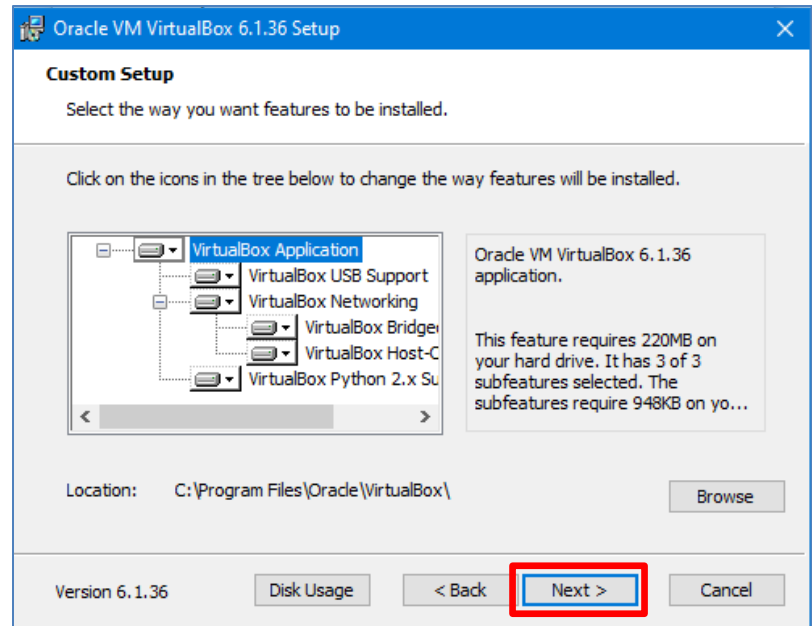 Oracle VM VirtualBox 6.1.36 Setup
Custom Setup
Select the way you want features to be installed.
Click on the icons in the tree below to change the way features will be installed.
VirtualBox Application
VirtualBox USB Support
VirtualBox Networking
VirtualBox Bridge
VirtualBox Host-C
VirtualBox Python 2.x Su
Oracle VM VirtualBox 6.1.36
application.
This feature requires 220MB on
your hard drive. It has 3 of 3
subfeatures selected. The
subfeatures require 948KB on yo...
Location: C:\Program Files\Oracle\VirtualBox\
Browse
Version 6.1.36
Disk Usage
< Back
Next >
Cancel